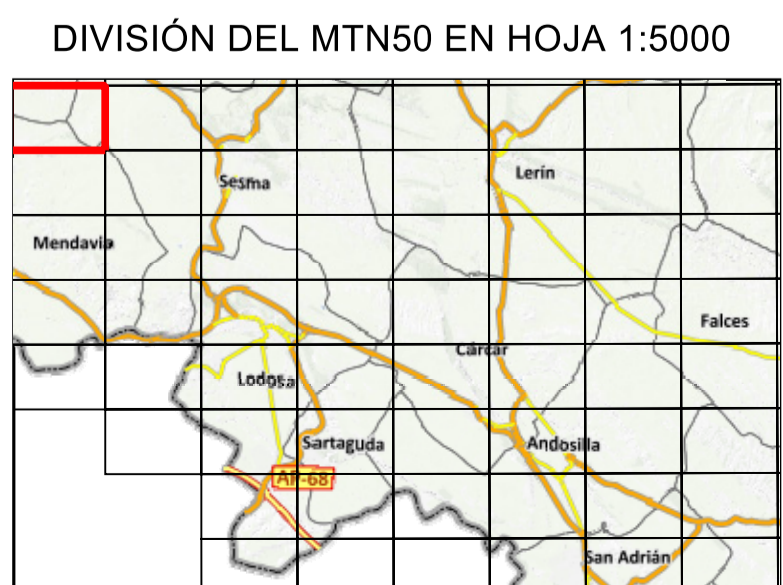 DIVISIÓN DEL MTN50 EN HOJA 1:5000
Sesma
Lerín
Mendavia
Falces
Cárcar
Lodosa
Sartaguda
Andosilla
AP-68
San Adrián